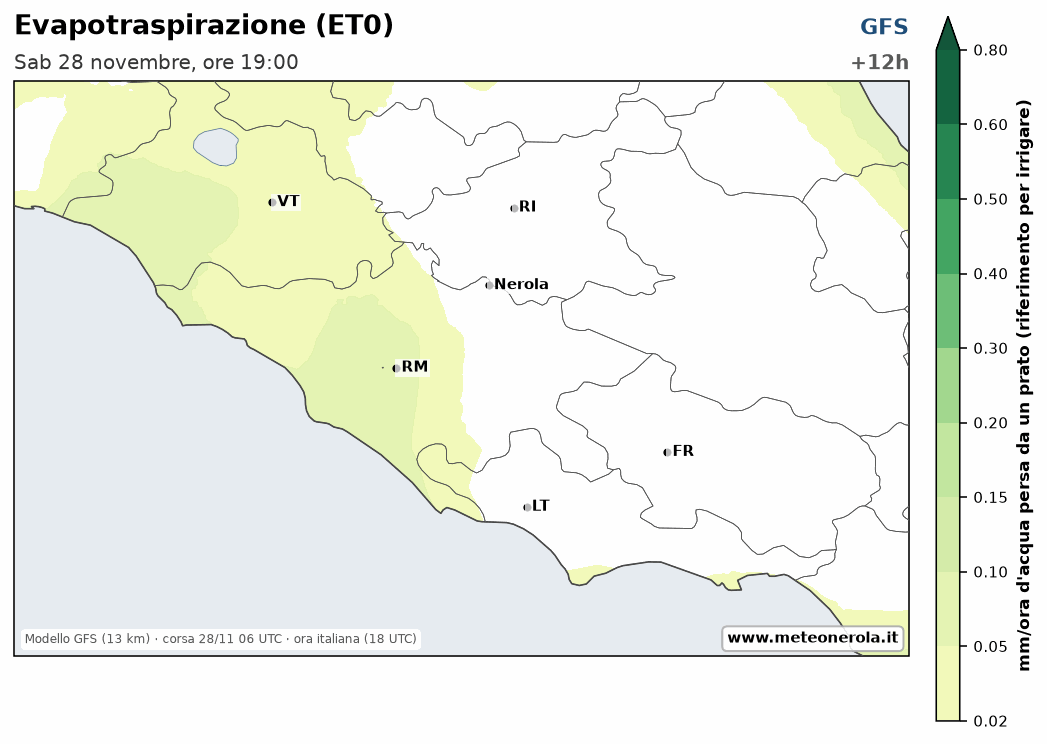 Evapotraspirazione (ET0)
GFS
Sab 28 novembre, ore 19:00
+12h
0.80
0.60
0.50
0.40
0.30
0.20
0.15
0.10
0.05
0.02
mm/ora d'acqua persa da un prato (riferimento per irrigare)
VT
RI
Nerola
RM
FR
LT
Modello GFS (13 km) · corsa 28/11 06 UTC · ora italiana (18 UTC)
www.meteonerola.it